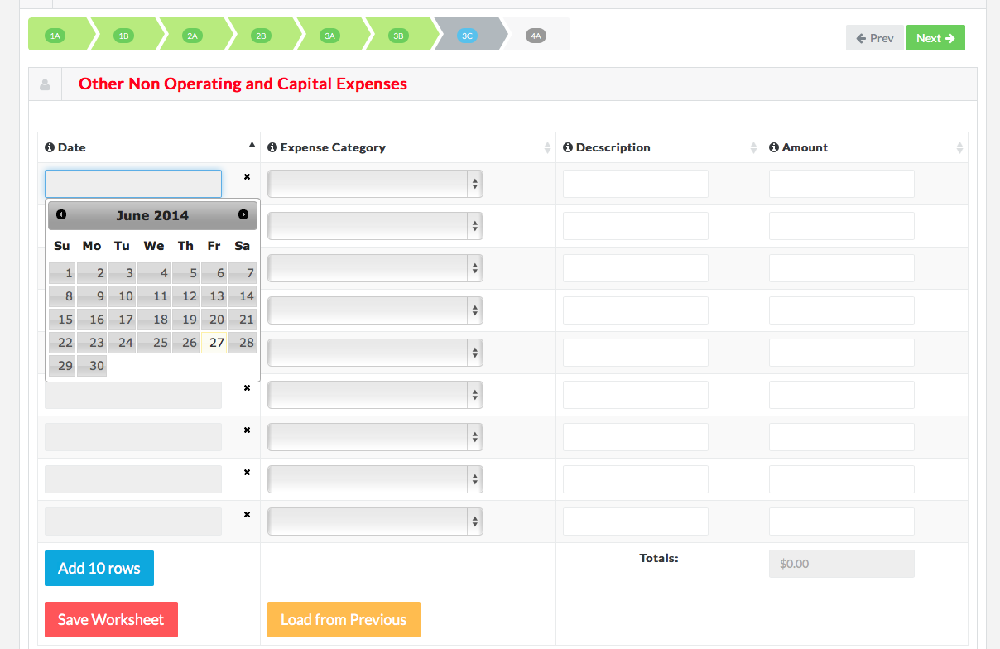 1A 1B 2A 2B 3A 3B 3C 4A
Prev Next
Other Non Operating and Capital Expenses
Date Expense Category Decscription Amount
June 2014
Su Mo Tu We Th Fr Sa
1 2 3 4 5 6 7
8 9 10 11 12 13 14
15 16 17 18 19 20 21
22 23 24 25 26 27 28
29 30
Add 10 rows Totals: $0.00
Save Worksheet Load from Previous